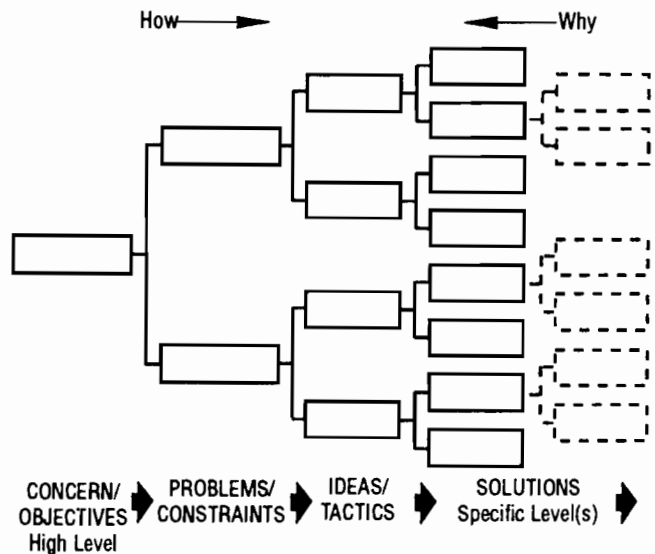 How
Why
CONCERN/
OBJECTIVES
High Level
PROBLEMS/
CONSTRAINTS
IDEAS/
TACTICS
SOLUTIONS
Specific Level(s)